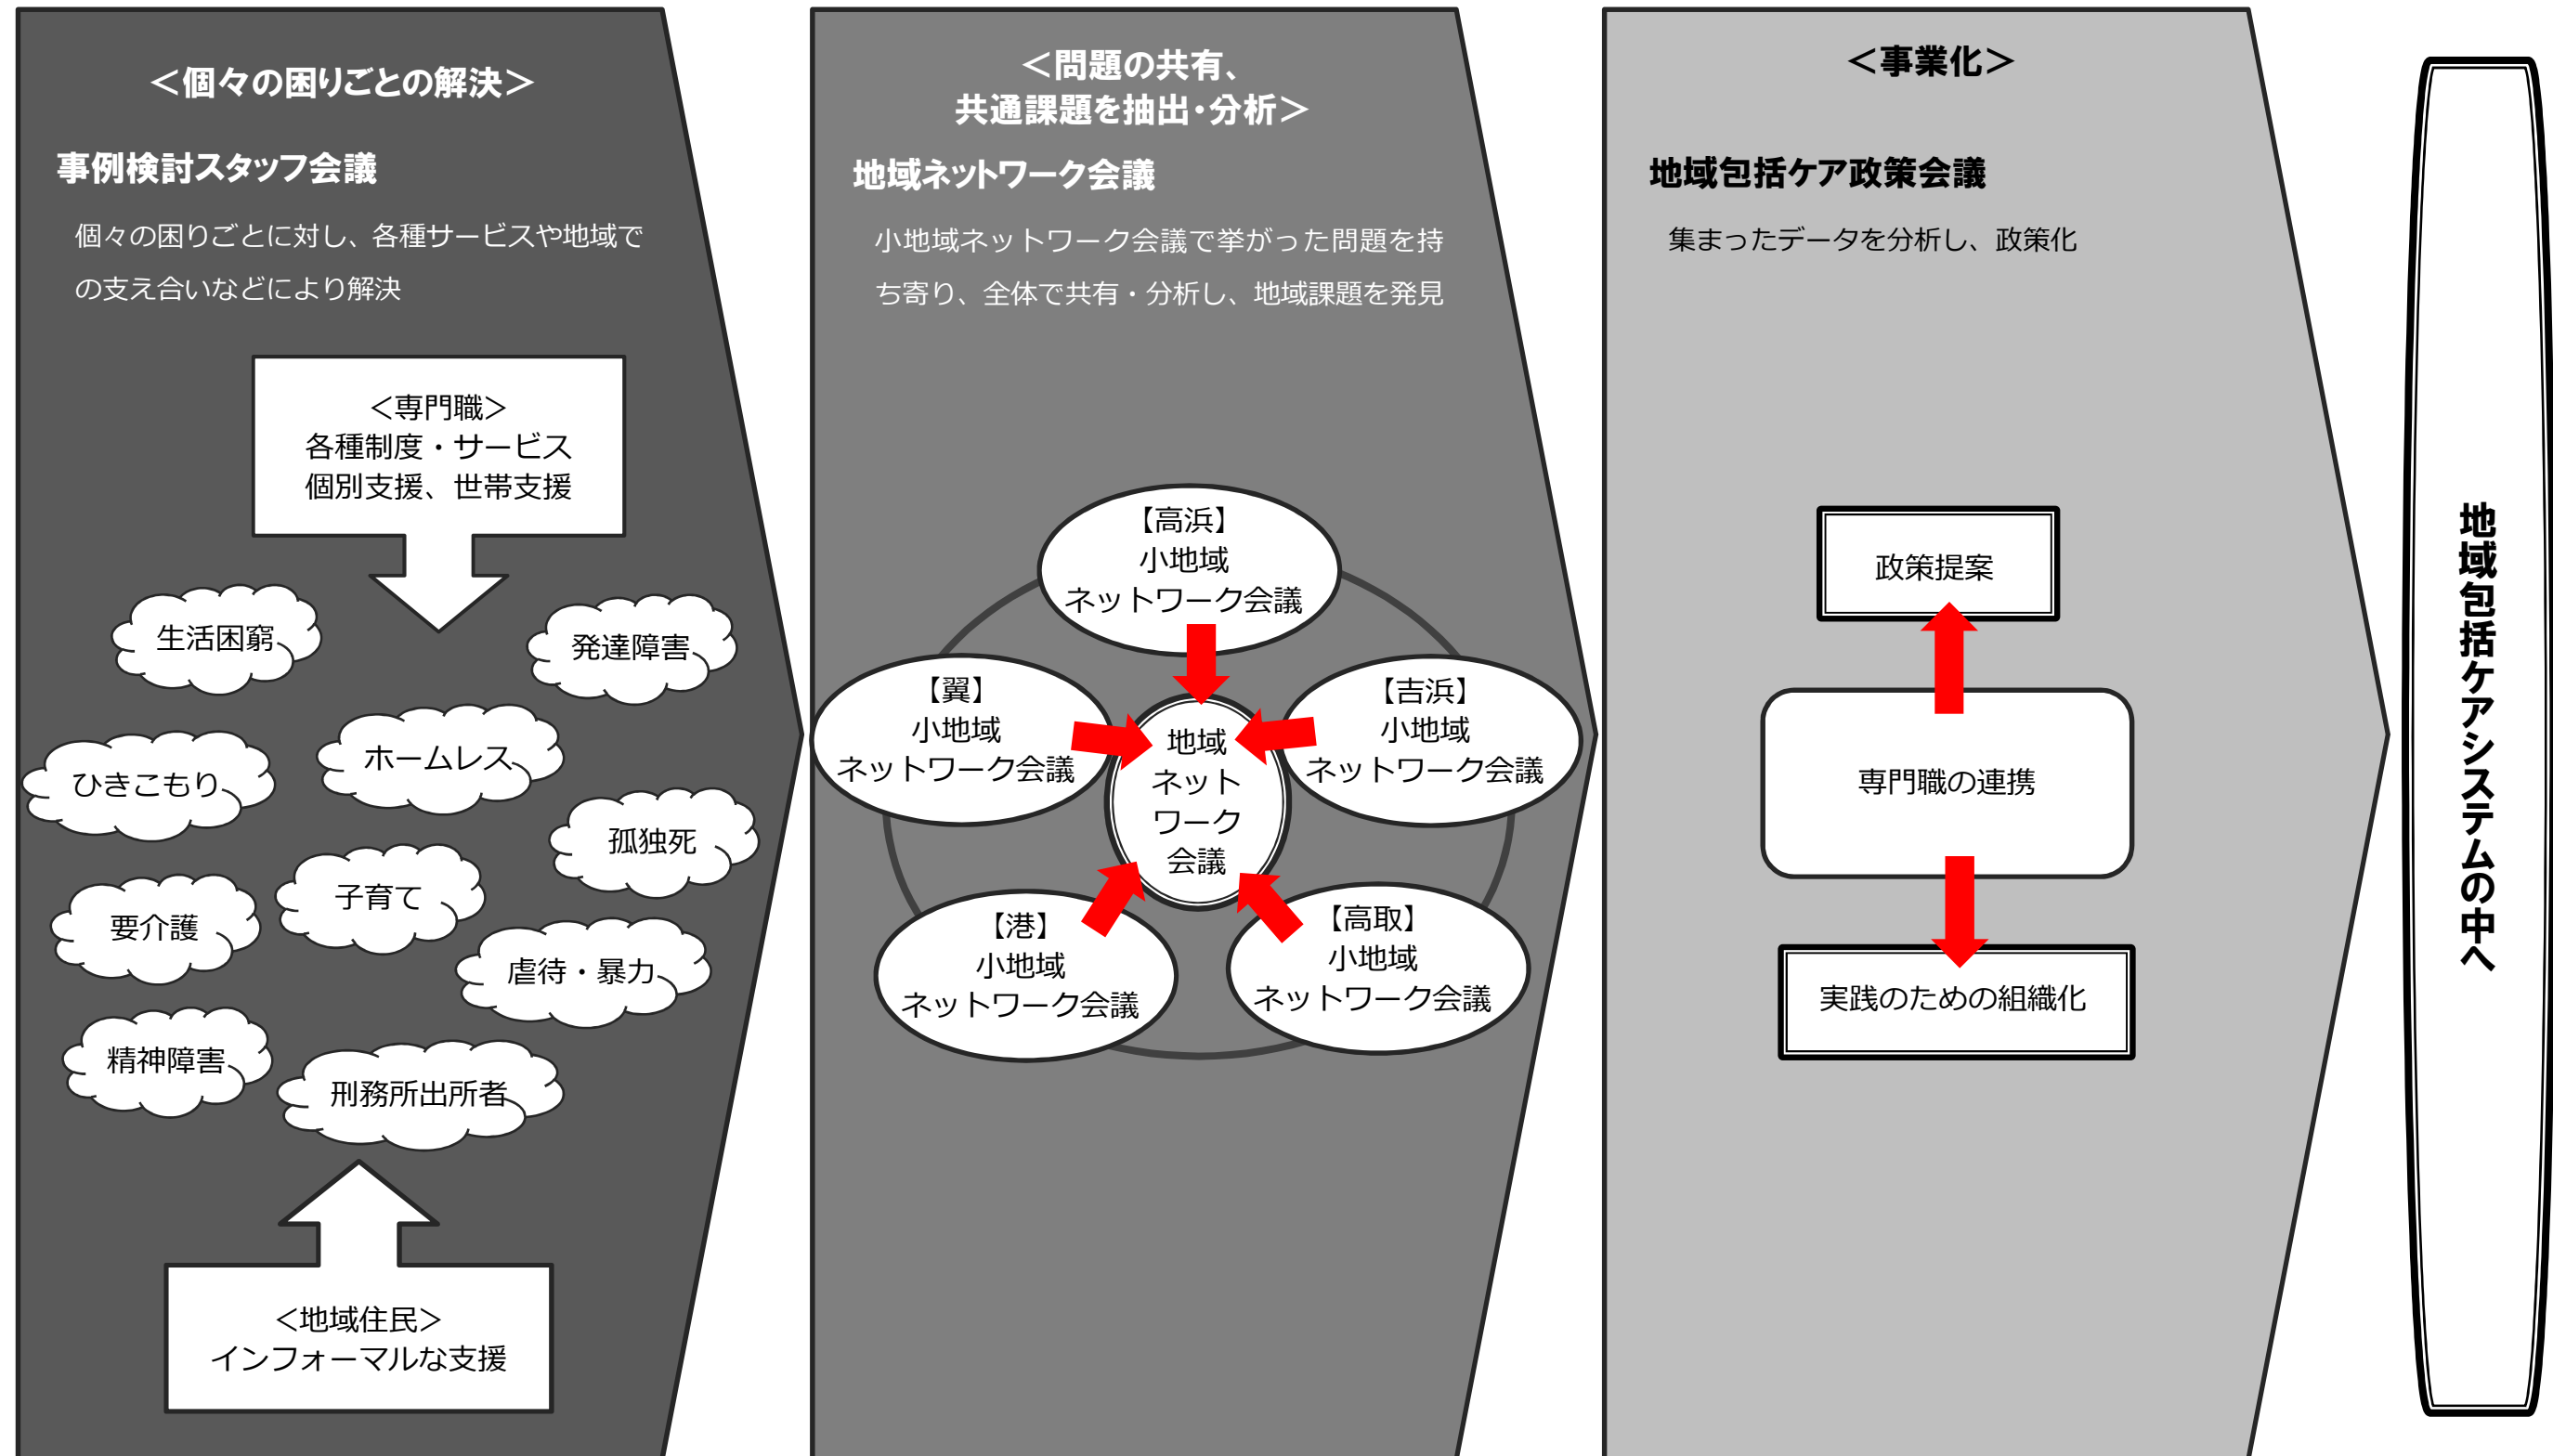 ＜個々の困りごとの解決＞
事例検討スタッフ会議
個々の困りごとに対し、各種サービスや地域で
の支え合いなどにより解決
＜専門職＞
各種制度・サービス
個別支援、世帯支援
生活困窮
発達障害
ホームレス
ひきこもり
孤独死
子育て
要介護
虐待・暴力
精神障害
刑務所出所者
＜地域住民＞
インフォーマルな支援
＜問題の共有、
共通課題を抽出・分析＞
地域ネットワーク会議
小地域ネットワーク会議で挙がった問題を持
ち寄り、全体で共有・分析し、地域課題を発見
【高浜】
小地域
ネットワーク会議
【翼】
小地域
ネットワーク会議
【吉浜】
小地域
ネットワーク会議
地域
ネット
ワーク
会議
【港】
小地域
ネットワーク会議
【高取】
小地域
ネットワーク会議
＜事業化＞
地域包括ケア政策会議
集まったデータを分析し、政策化
政策提案
専門職の連携
実践のための組織化
地域包括ケアシステムの中へ